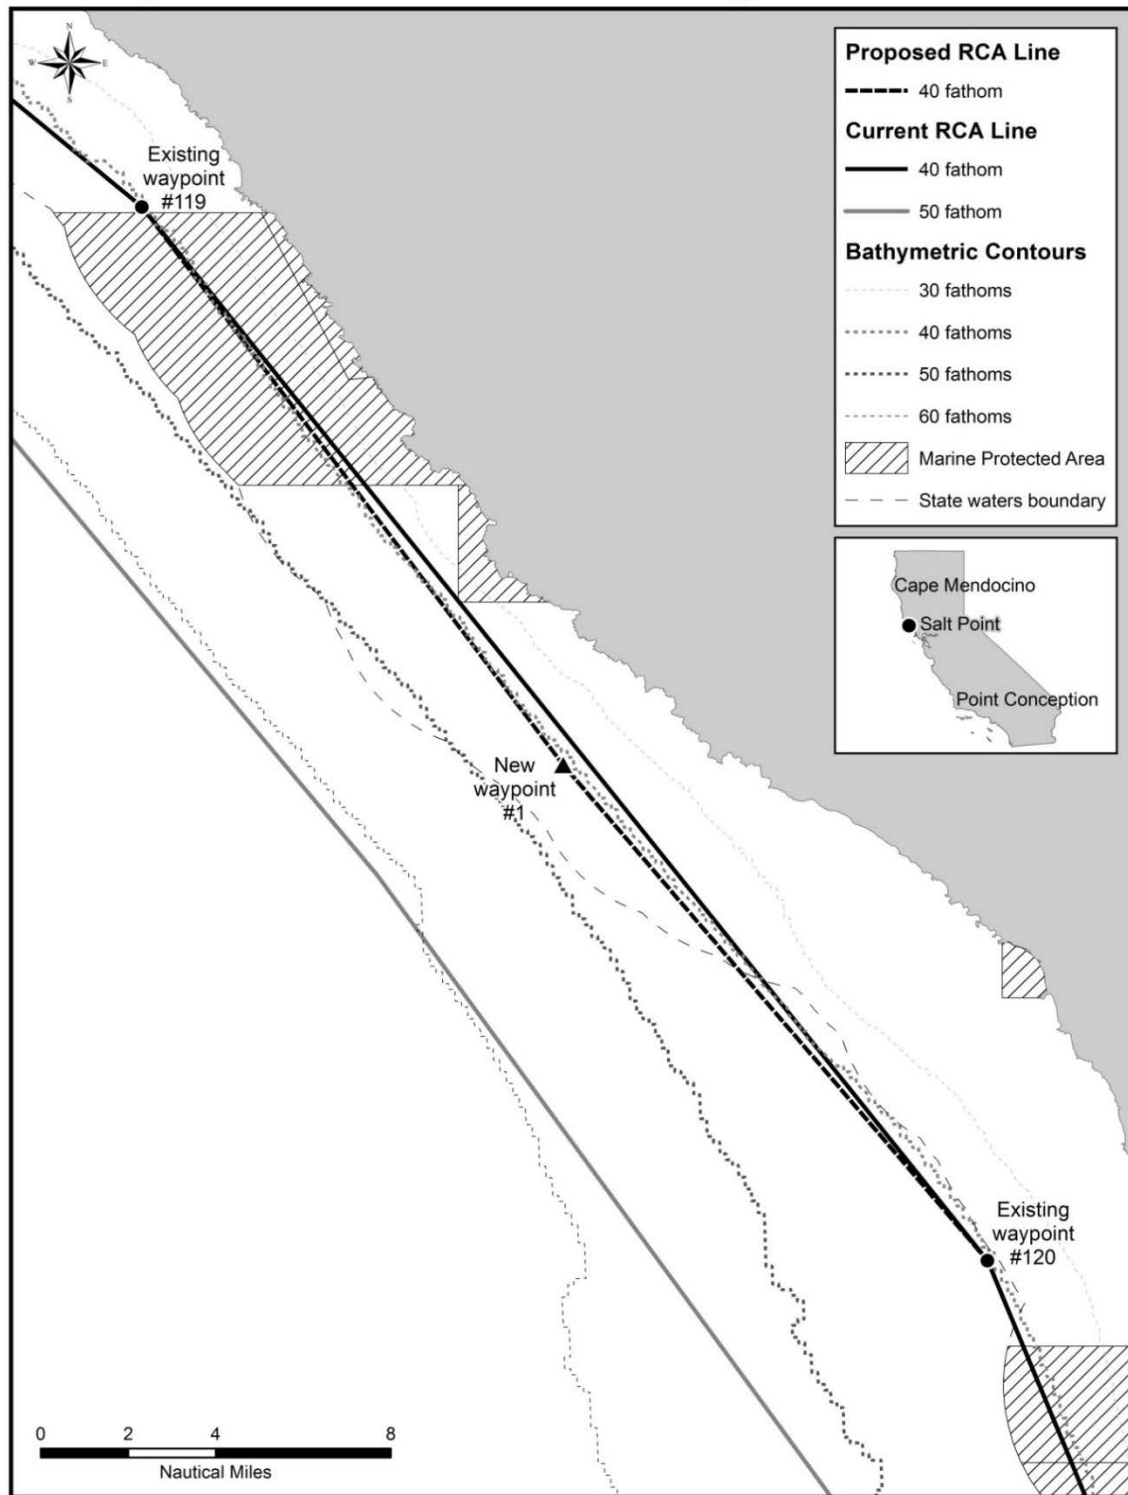 N
W
E
S
Existing
waypoint
#119
New
waypoint
#1
Existing
waypoint
#120
0
2
4
8
Nautical Miles
Proposed RCA Line
40 fathom
Current RCA Line
40 fathom
50 fathom
Bathymetric Contours
30 fathoms
40 fathoms
50 fathoms
60 fathoms
Marine Protected Area
State waters boundary
Cape Mendocino
Salt Point
Point Conception